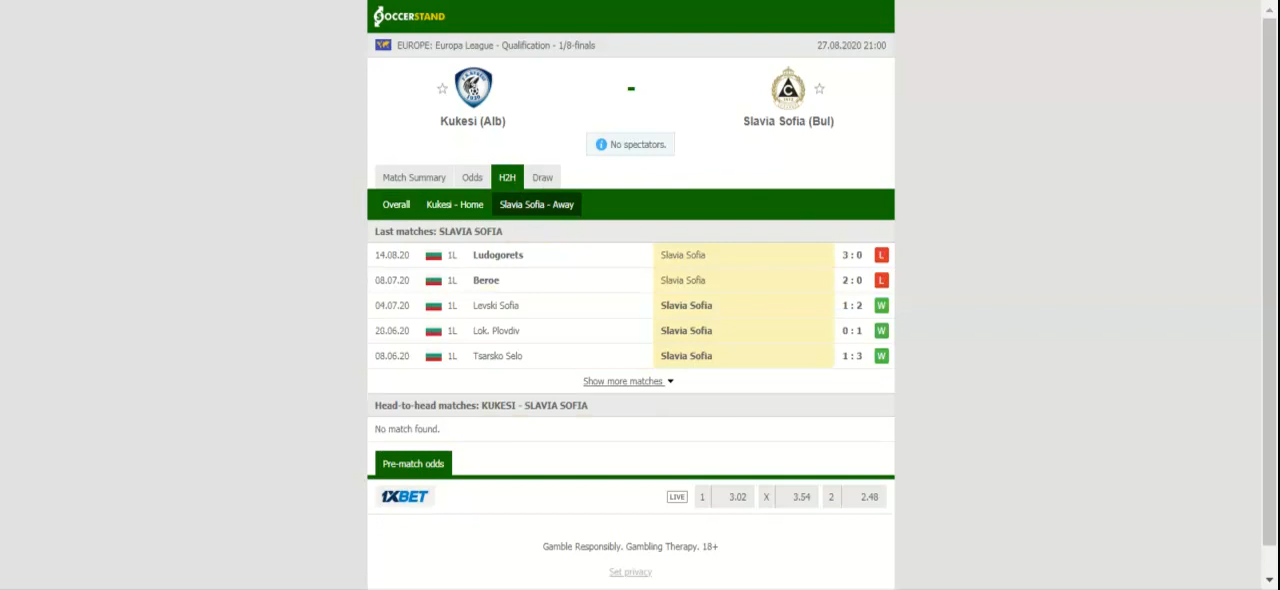 SOCCERSTAND
EUROPE: Europa League - Qualification - 1/8-finals 27.08.2020 21:00
-
Kukesi (Alb) Slavia Sofia (Bul)
No spectators.
Match Summary Odds H2H Draw
Overall Kukesi - Home Slavia Sofia - Away
Last matches: SLAVIA SOFIA
14.08.20 1L Ludogorets Slavia Sofia 3 : 0 L
08.07.20 1L Beroe Slavia Sofia 2 : 0 L
04.07.20 1L Levski Sofia Slavia Sofia 1 : 2 W
20.06.20 1L Lok. Plovdiv Slavia Sofia 0 : 1 W
08.06.20 1L Tsarsko Selo Slavia Sofia 1 : 3 W
Show more matches
Head-to-head matches: KUKESI - SLAVIA SOFIA
No match found.
Pre-match odds
1XBET LIVE 1 3.02 X 3.54 2 2.48
Gamble Responsibly. Gambling Therapy. 18+
Set privacy